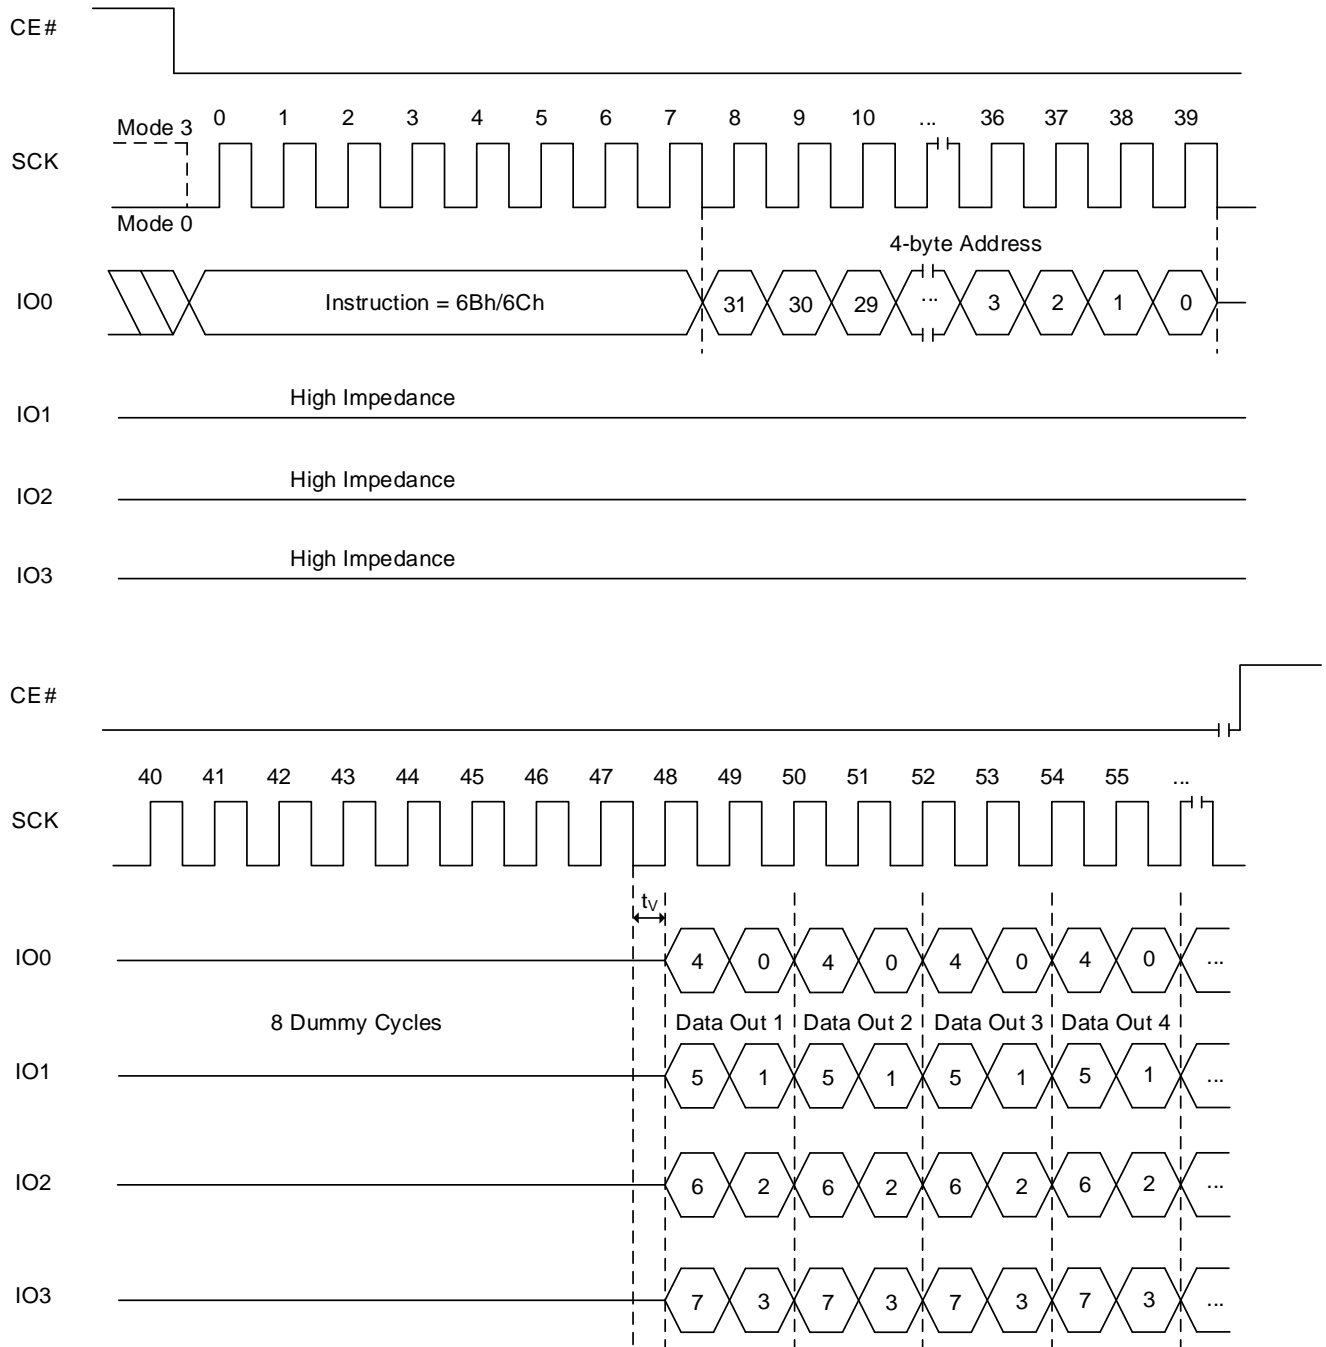 CE#
Mode 3 0 1 2 3 4 5 6 7 8 9 10 ... 36 37 38 39
SCK
Mode 0
4-byte Address
IO0 Instruction = 6Bh/6Ch 31 30 29 ... 3 2 1 0
High Impedance
IO1
High Impedance
IO2
High Impedance
IO3
CE#
40 41 42 43 44 45 46 47 48 49 50 51 52 53 54 55 ...
SCK
tV
IO0 4 0 4 0 4 0 4 0 ...
8 Dummy Cycles Data Out 1 Data Out 2 Data Out 3 Data Out 4
IO1 5 1 5 1 5 1 5 1 ...
IO2 6 2 6 2 6 2 6 2 ...
IO3 7 3 7 3 7 3 7 3 ...